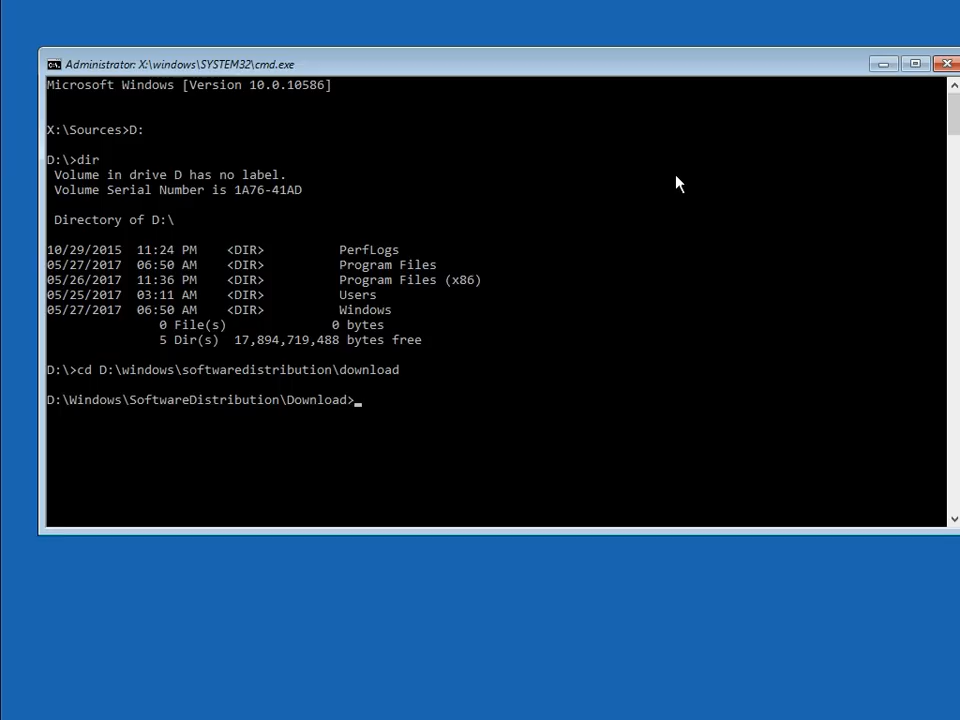 Administrator: X:\windows\SYSTEM32\cmd.exe
Microsoft Windows [Version 10.0.10586]
X:\Sources>D:
D:\>dir
 Volume in drive D has no label.
 Volume Serial Number is 1A76-41AD
 Directory of D:\
10/29/2015  11:24 PM    <DIR>          PerfLogs
05/27/2017  06:50 AM    <DIR>          Program Files
05/26/2017  11:36 PM    <DIR>          Program Files (x86)
05/25/2017  03:11 AM    <DIR>          Users
05/27/2017  06:50 AM    <DIR>          Windows
               0 File(s)              0 bytes
               5 Dir(s)  17,894,719,488 bytes free
D:\>cd D:\windows\softwaredistribution\download
D:\Windows\SoftwareDistribution\Download>